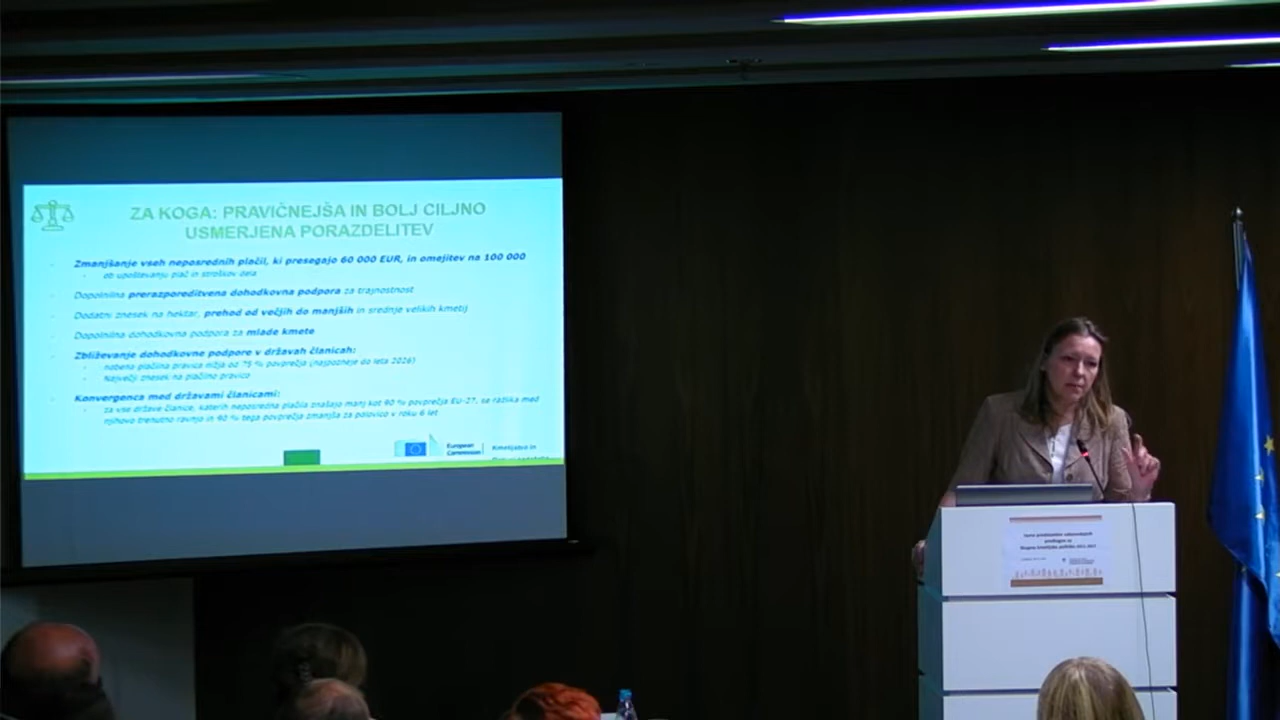 ZA KOGA: PRAVIČNEJŠA IN BOLJ CILJNO
USMERJENA PORAZDELITEV
Zmanjšanje vseh neposrednih plačil, ki presegajo 60 000 EUR, in omejitev na 100 000
ob upoštevanju plač in stroškov dela
Dopolnilna prerazporeditvena dohodkovna podpora za trajnostnost
Dodatni znesek na hektar, prehod od večjih do manjših in srednje velikih kmetij
Dopolnilna dohodkovna podpora za mlade kmete
Zbliževanje dohodkovne podpore v državah članicah:
nobena plačilna pravica nižja od 75 % povprečja (najpozneje do leta 2026)
Največji znesek na plačilno pravico
Konvergenca med državami članicami:
za vse države članice, katerih neposredna plačila znašajo manj kot 90 % povprečja EU-27, se razlika med
njihovo trenutno ravnjo in 90 % tega povprečja zmanjša za polovico v roku 6 let
European
Commission
Kmetijstvo in